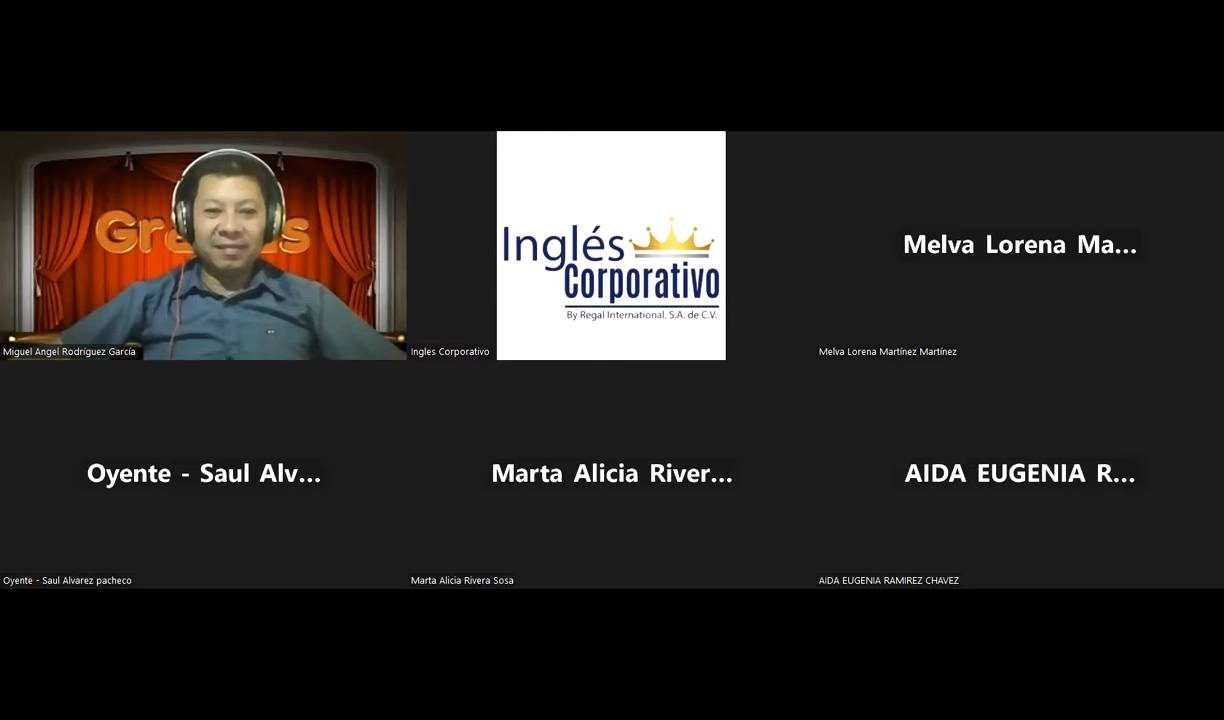 Gra as
Miguel Angel Rodríguez García
Inglés
Corporativo
By Regal International, S.A. de C.V.
Ingles Corporativo
Melva Lorena Ma...
Melva Lorena Martínez Martínez
Oyente - Saul Alv...
Oyente - Saul Alvarez pacheco
Marta Alicia River...
Marta Alicia Rivera Sosa
AIDA EUGENIA R...
AIDA EUGENIA RAMIREZ CHAVEZ